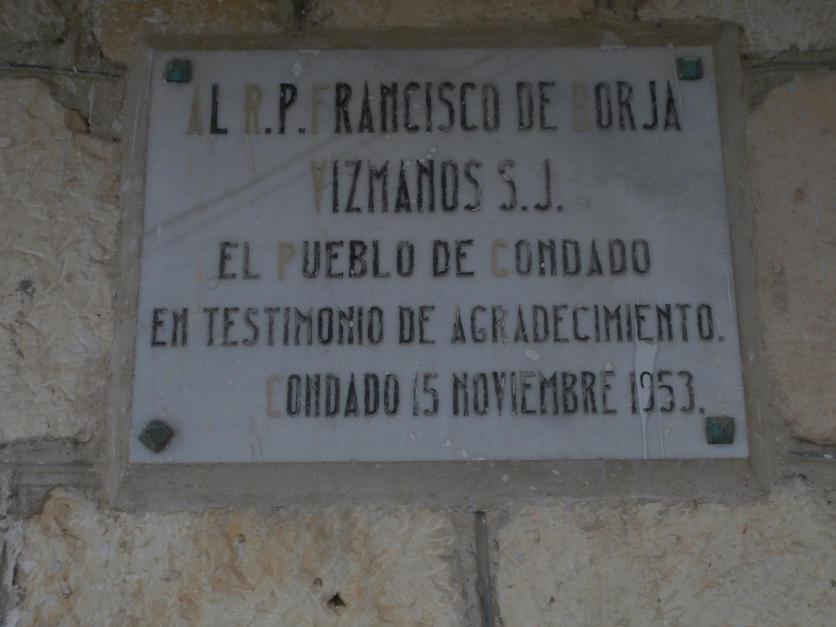 AL R.P. FRANCISCO DE BORJA
VIZMANOS S.J.
EL PUEBLO DE CONDADO
EN TESTIMONIO DE AGRADECIMIENTO.
CONDADO 15 NOVIEMBRE 1953.